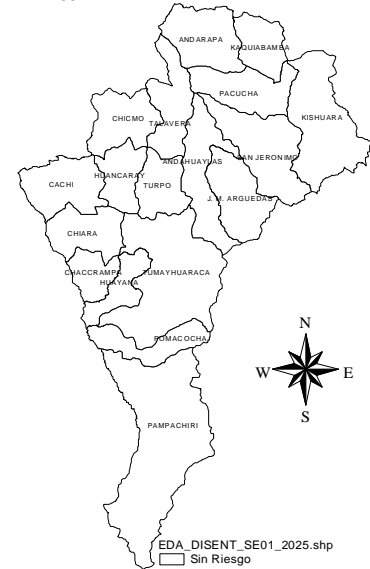 ANDARAPA
KAQUIABAMBA
PACUCHA
KISHUARA
CHICMO
TALAVERA
ANDAHUAYLAS
SAN JERONIMO
HUANCARAY
CACHI
TURPO
J. M. ARGUEDAS
CHIARA
CHACCRAMPA
TUMAYHUARACA
HUAYANA
POMACOCHA
N
W
E
S
PAMPACHIRI
EDA_DISENT_SE01_2025.shp
Sin Riesgo